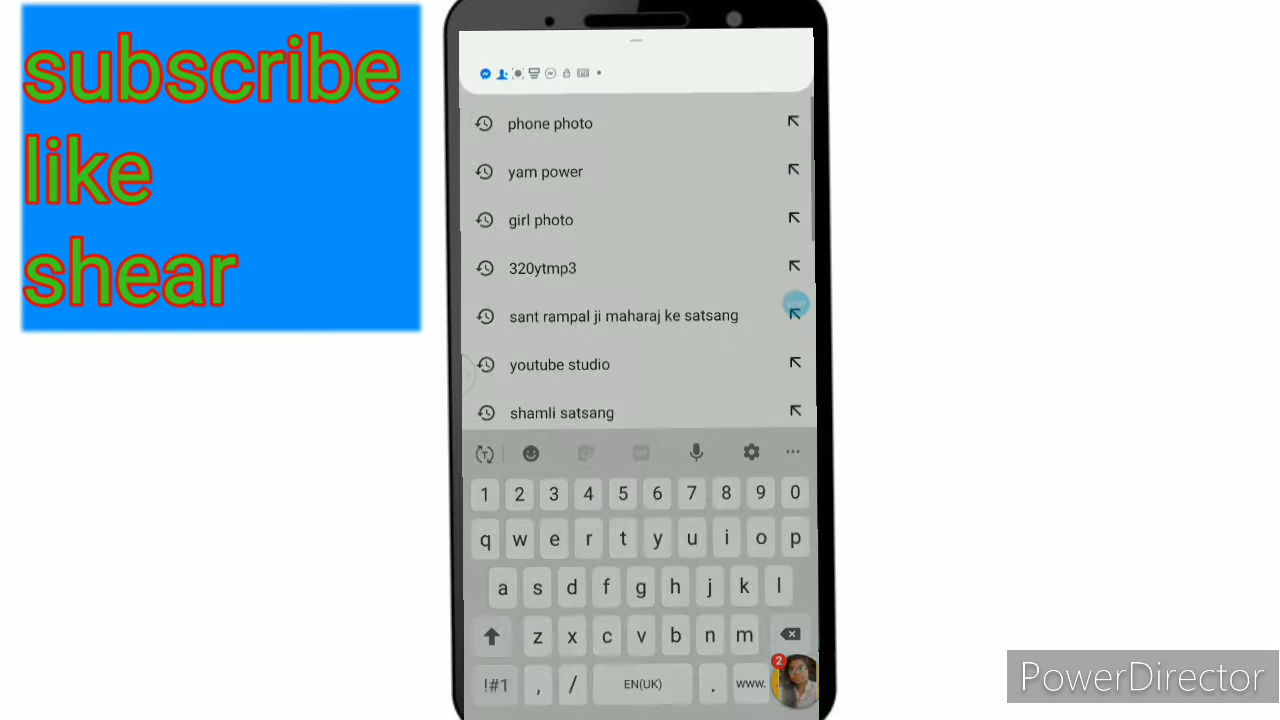 subscribe
like
shear
phone photo
yam power
girl photo
320ytmp3
sant rampal ji maharaj ke satsang
youtube studio
shamli satsang
1 2 3 4 5 6 7 8 9 0
q w e r t y u i o p
a s d f g h j k l
z x c v b n m
2
!#1 , / EN(UK) . www.
PowerDirector